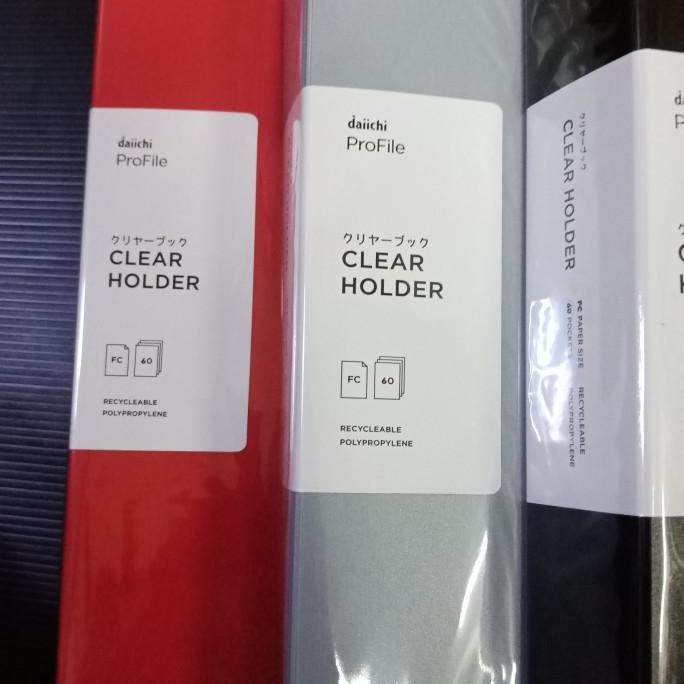 daiichi
ProFile
クリヤーブック
CLEAR
HOLDER
FC
60
RECYCLEABLE
POLYPROPYLENE
daiichi
ProFile
クリヤーブック
CLEAR
HOLDER
FC
60
RECYCLEABLE
POLYPROPYLENE
クリヤーブック
CLEAR HOLDER
FC PAPER SIZE
60 POCKETS
RECYCLEABLE
POLYPROPYLENE